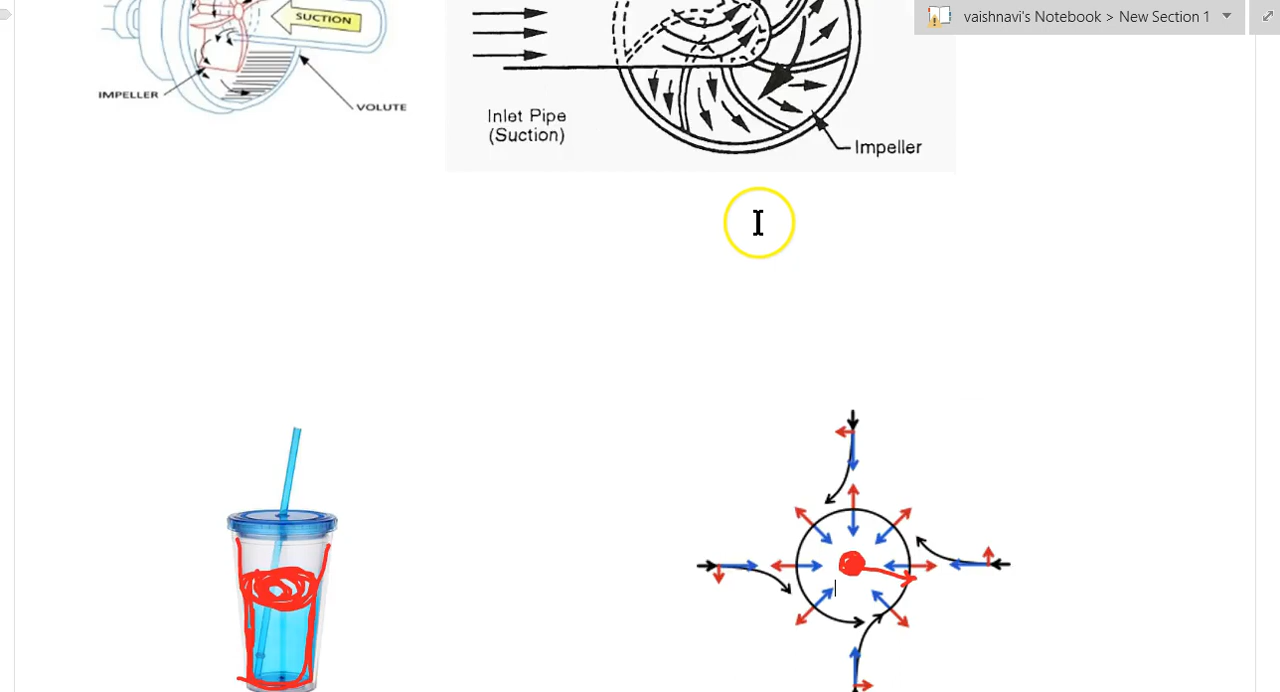 SUCTION
vaishnavi's Notebook > New Section 1
IMPELLER
VOLUTE
Inlet Pipe
(Suction)
Impeller